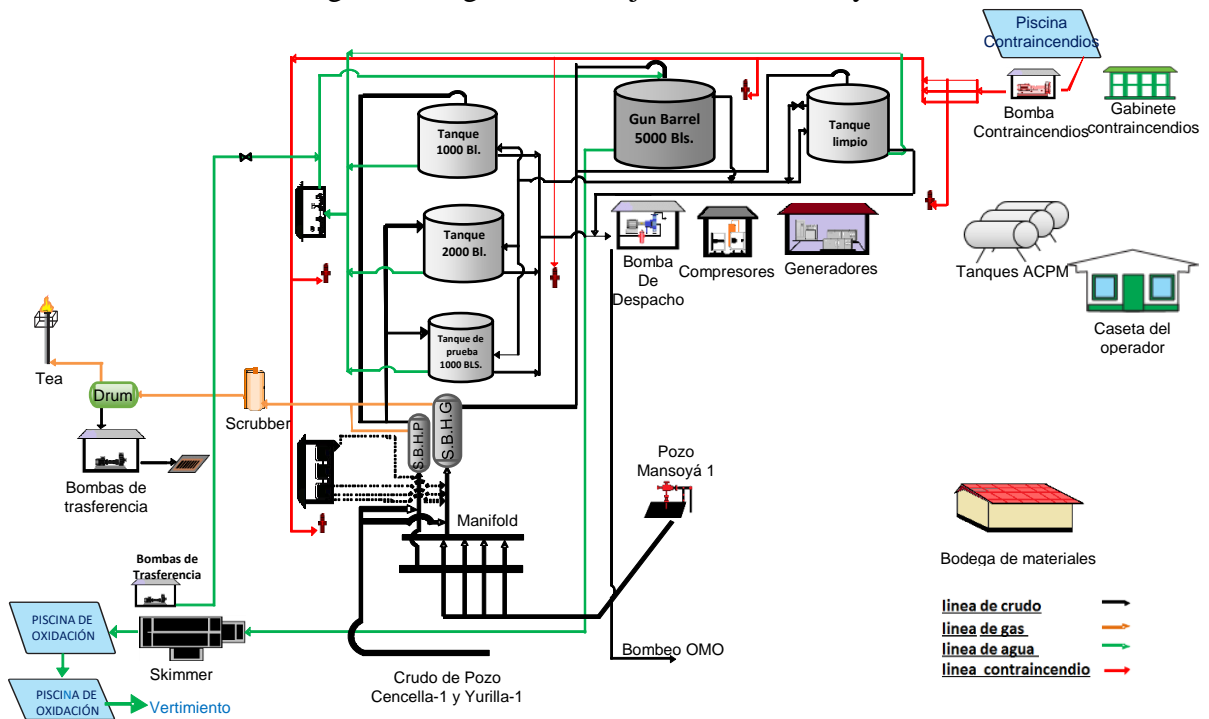 Piscina
Contraincendios
Bomba
Contraincendios
Gabinete
contraincendios
Tanque
1000 Bl.
Gun Barrel
5000 Bls.
Tanque
limpio
Tanque
2000 Bl.
Bomba
De
Despacho
Compresores
Generadores
Tanques ACPM
Caseta del
operador
Tanque de
prueba
1000 BLS.
Tea
Drum
Scrubber
S.B.H.P
S.B.H.G
Bombas de
trasferencia
Pozo
Mansoyá 1
Manifold
Bodega de materiales
Bombas de
Trasferencia
PISCINA DE
OXIDACIÓN
Skimmer
PISCINA DE
OXIDACIÓN
Vertimiento
Crudo de Pozo
Cencella-1 y Yurilla-1
Bombeo OMO
linea de crudo
linea de gas
linea de agua
linea contraincendio